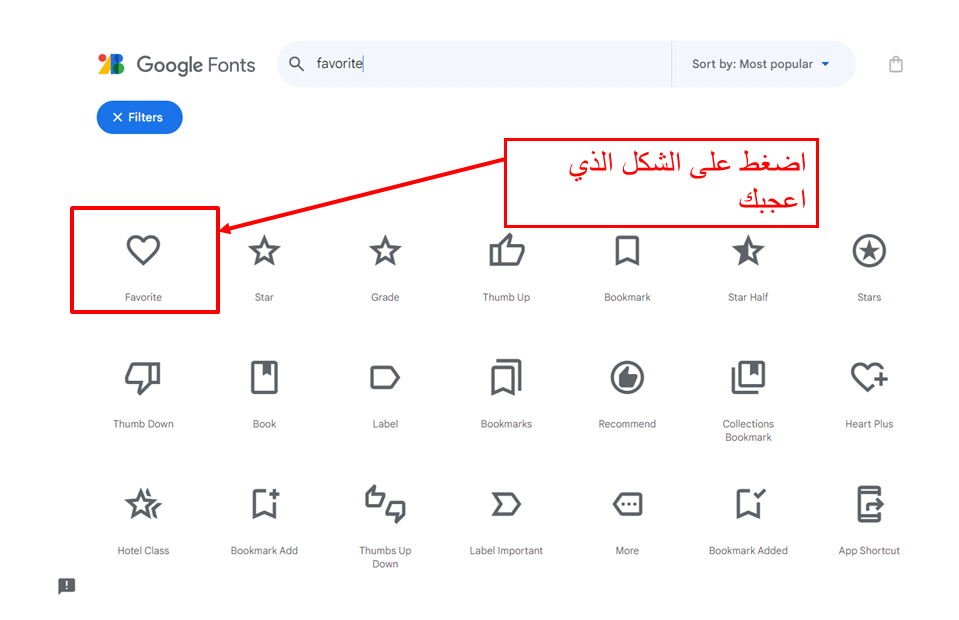 Google Fonts
favorite
Sort by: Most popular
Filters
اضغط على الشكل الذي
اعجبك
Favorite
Star
Grade
Thumb Up
Bookmark
Star Half
Stars
Thumb Down
Book
Label
Bookmarks
Recommend
Collections
Bookmark
Heart Plus
Hotel Class
Bookmark Add
Thumbs Up
Down
Label Important
More
Bookmark Added
App Shortcut